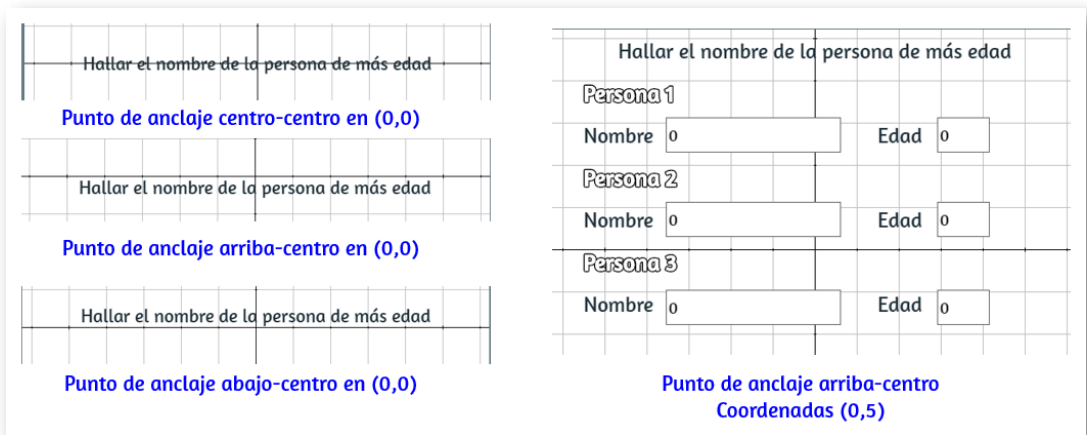 Hallar el nombre de la persona de más edad
Punto de anclaje centro-centro en (0,0)
Hallar el nombre de la persona de más edad
Punto de anclaje arriba-centro en (0,0)
Hallar el nombre de la persona de más edad
Punto de anclaje abajo-centro en (0,0)
Hallar el nombre de la persona de más edad
Persona 1
Nombre 0 Edad 0
Persona 2
Nombre 0 Edad 0
Persona 3
Nombre 0 Edad 0
Punto de anclaje arriba-centro
Coordenadas (0,5)